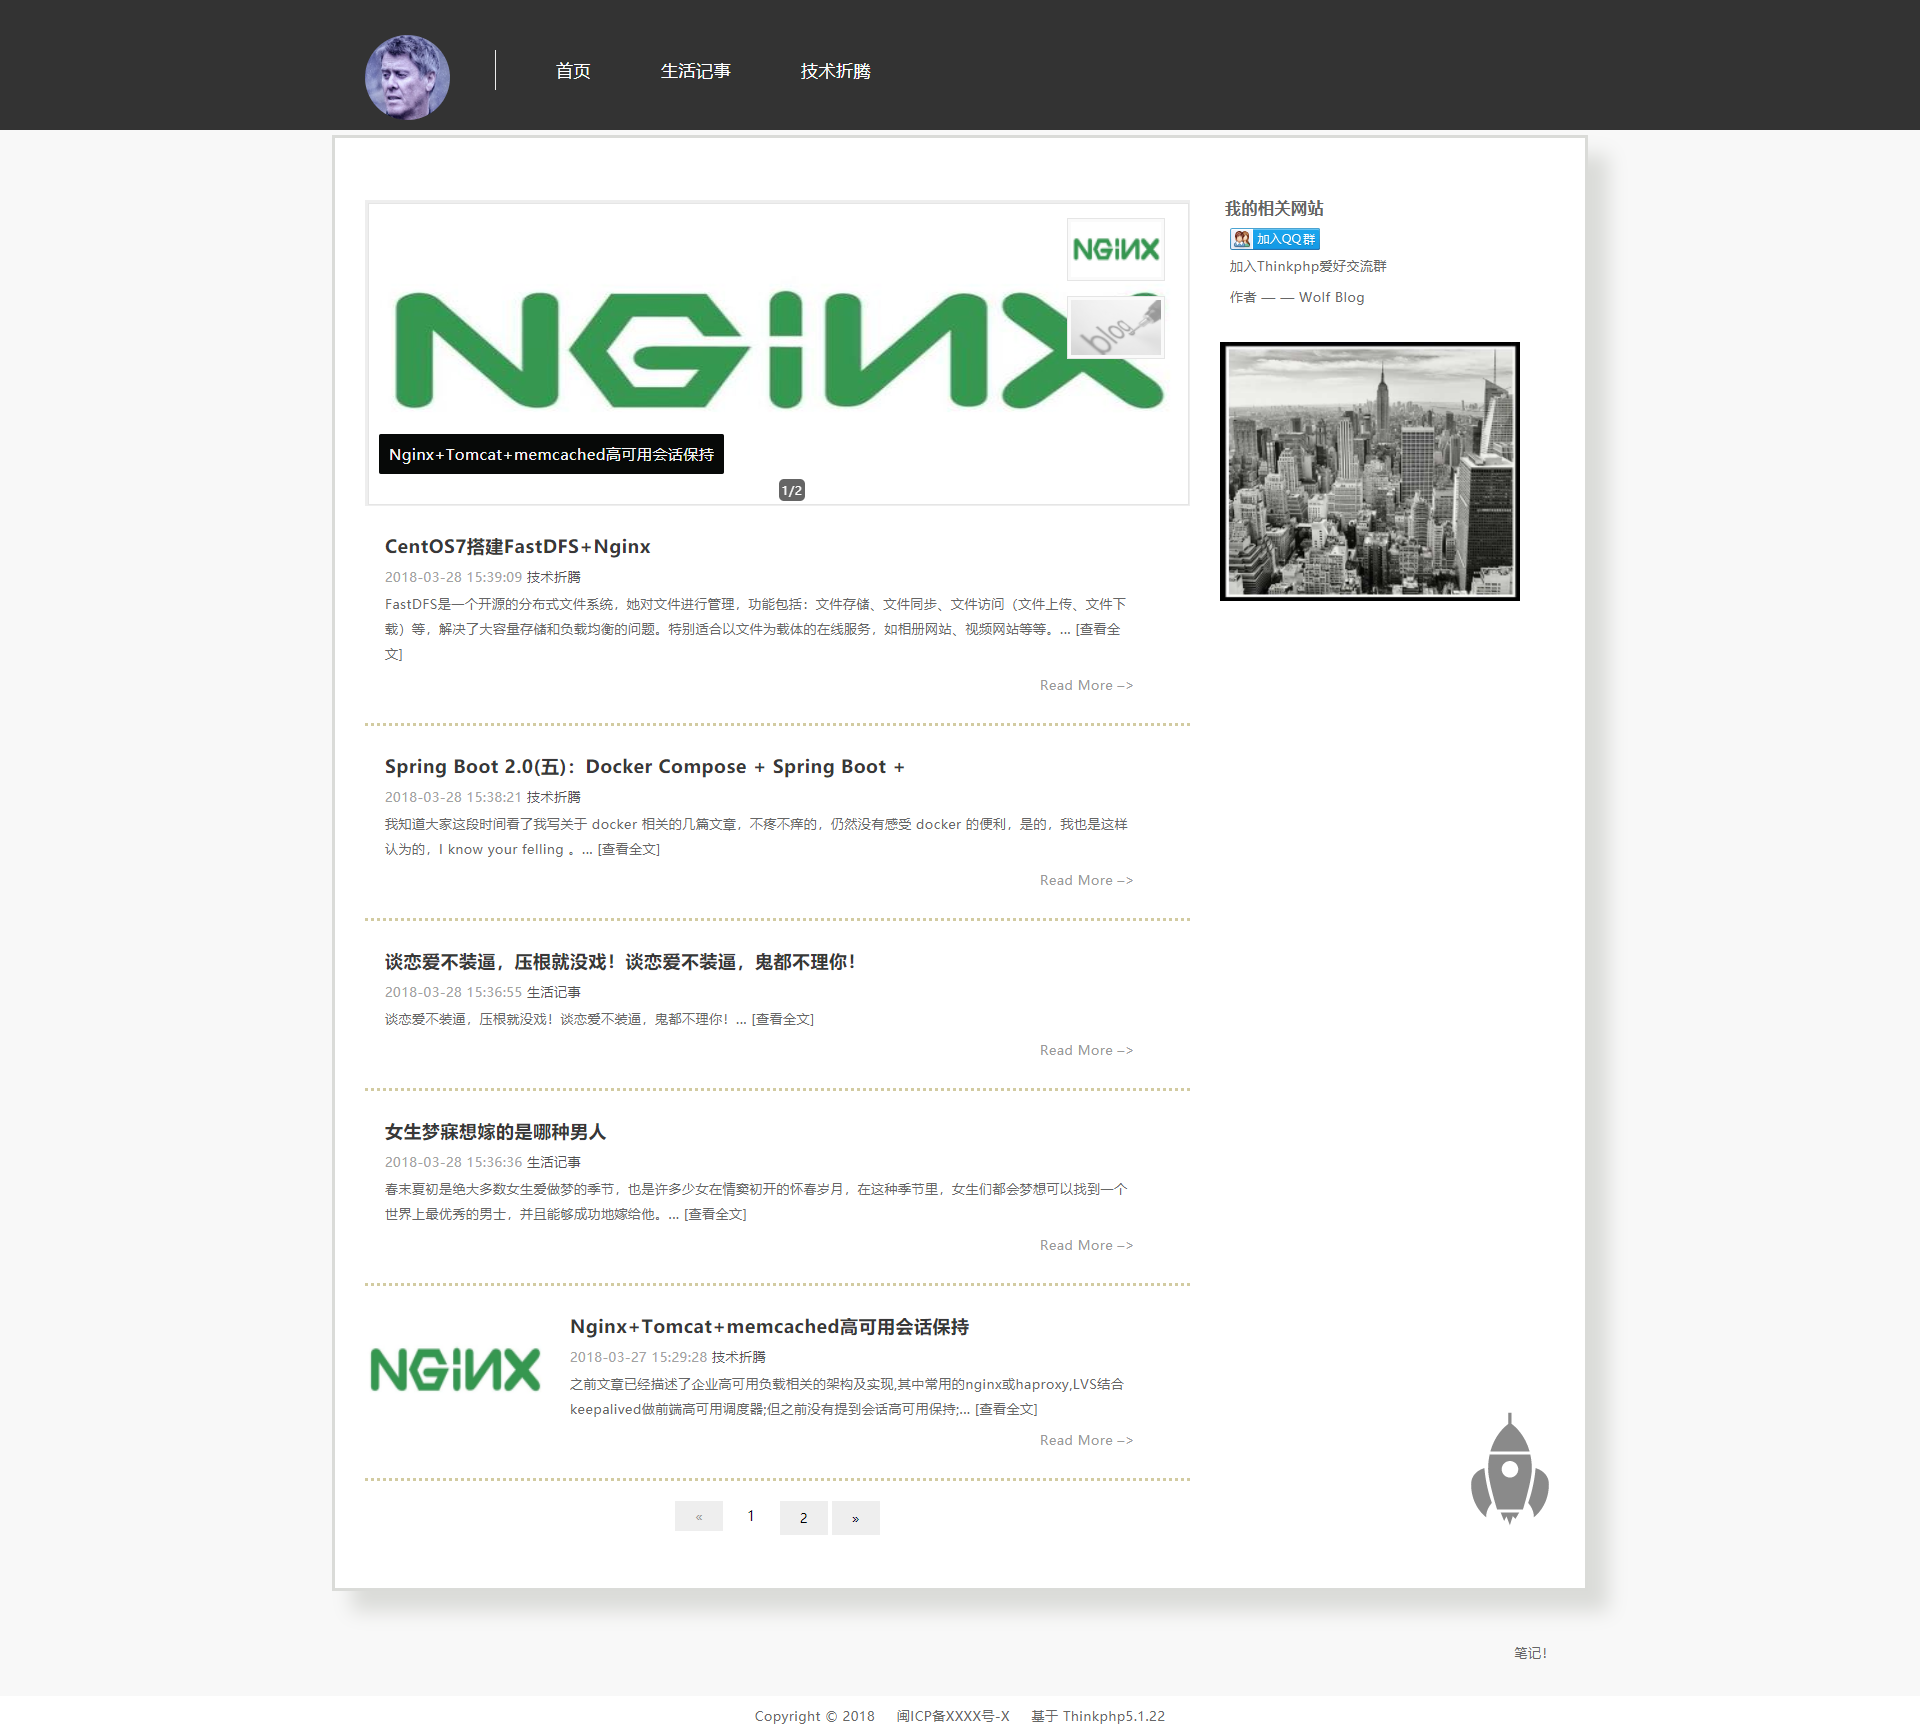 首页
生活记事
技术折腾
NGiNX
NGiNX
blog
Nginx+Tomcat+memcached高可用会话保持
1/2
我的相关网站
加入QQ群
加入Thinkphp爱好交流群
作者 — — Wolf Blog
CentOS7搭建FastDFS+Nginx
2018-03-28 15:39:09 技术折腾
FastDFS是一个开源的分布式文件系统，她对文件进行管理，功能包括：文件存储、文件同步、文件访问（文件上传、文件下
载）等，解决了大容量存储和负载均衡的问题。特别适合以文件为载体的在线服务，如相册网站、视频网站等等。... [查看全
文]
Read More –>
Spring Boot 2.0(五)：Docker Compose + Spring Boot +
2018-03-28 15:38:21 技术折腾
我知道大家这段时间看了我写关于 docker 相关的几篇文章，不疼不痒的，仍然没有感受 docker 的便利，是的，我也是这样
认为的，I know your felling 。... [查看全文]
Read More –>
谈恋爱不装逼，压根就没戏！谈恋爱不装逼，鬼都不理你！
2018-03-28 15:36:55 生活记事
谈恋爱不装逼，压根就没戏！谈恋爱不装逼，鬼都不理你！... [查看全文]
Read More –>
女生梦寐想嫁的是哪种男人
2018-03-28 15:36:36 生活记事
春末夏初是绝大多数女生爱做梦的季节，也是许多少女在情窦初开的怀春岁月，在这种季节里，女生们都会梦想可以找到一个
世界上最优秀的男士，并且能够成功地嫁给他。... [查看全文]
Read More –>
NGiNX
Nginx+Tomcat+memcached高可用会话保持
2018-03-27 15:29:28 技术折腾
之前文章已经描述了企业高可用负载相关的架构及实现,其中常用的nginx或haproxy,LVS结合
keepalived做前端高可用调度器;但之前没有提到会话高可用保持;... [查看全文]
Read More –>
« 1 2 »
笔记！
Copyright © 2018 闽ICP备XXXX号-X 基于 Thinkphp5.1.22